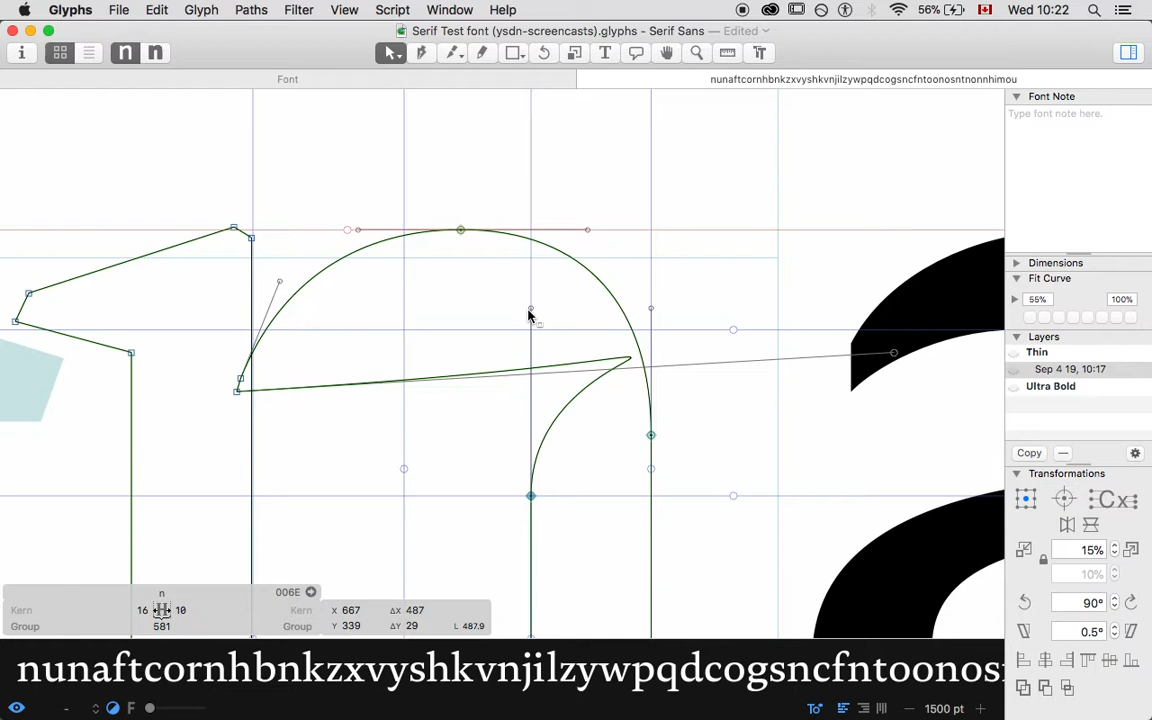 Glyphs File Edit Glyph Paths Filter View Script Window Help 56% Wed 10:22
Serif Test font (ysdn-screencasts).glyphs - Serif Sans — Edited
n n T
Font nunaftcornhbnkzxvyshkvnjilzywpqdcogsncfntoonosntnonnhimou
Font Note
Type font note here.
Dimensions
Fit Curve
55% 100%
Layers
Thin
Sep 4 19, 10:17
Ultra Bold
Copy
Transformations
15%
10%
90°
0.5°
n 006E
Kern 16 10 Kern
Group 581 Group
X 667 ΔX 487
Y 339 ΔY 29 L 487.9
nunaftcornhbnkzxvyshkvnjilzywpqdcogsncfntoonos
- F 1500 pt